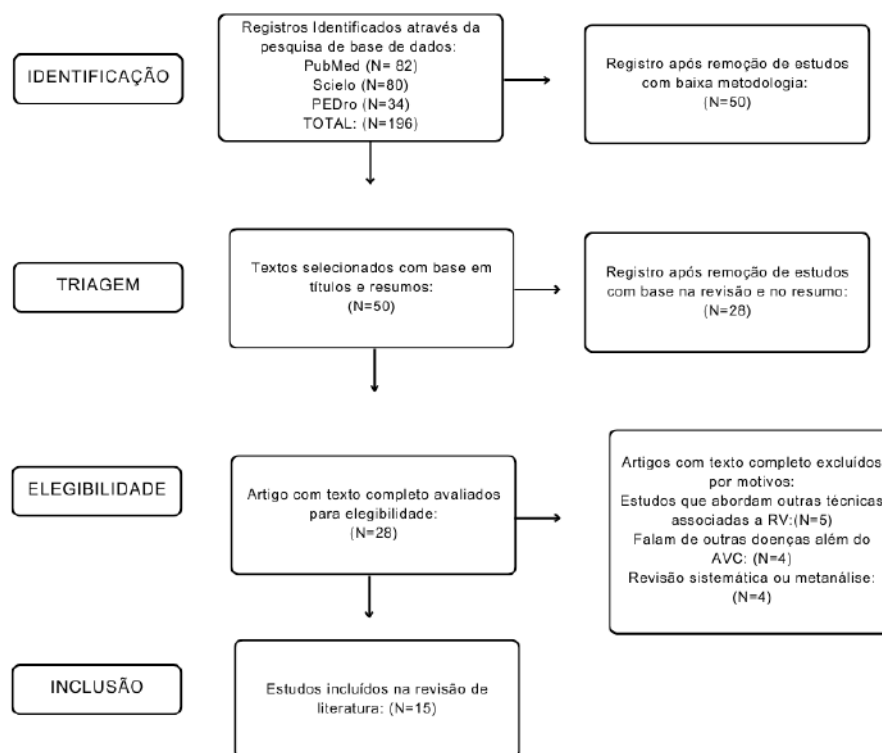 IDENTIFICAÇÃO
Registros Identificados através da
pesquisa de base de dados:
PubMed (N= 82)
Scielo (N=80)
PEDro (N=34)
TOTAL: (N=196)
Registro após remoção de estudos
com baixa metodologia:
(N=50)
TRIAGEM
Textos selecionados com base em
títulos e resumos:
(N=50)
Registro após remoção de estudos
com base na revisão e no resumo:
(N=28)
ELEGIBILIDADE
Artigo com texto completo avaliados
para elegibilidade:
(N=28)
Artigos com texto completo excluídos
por motivos:
Estudos que abordam outras técnicas
associadas a RV:(N=5)
Falam de outras doenças além do
AVC: (N=4)
Revisão sistemática ou metanálise:
(N=4)
INCLUSÃO
Estudos incluídos na revisão de
literatura: (N=15)